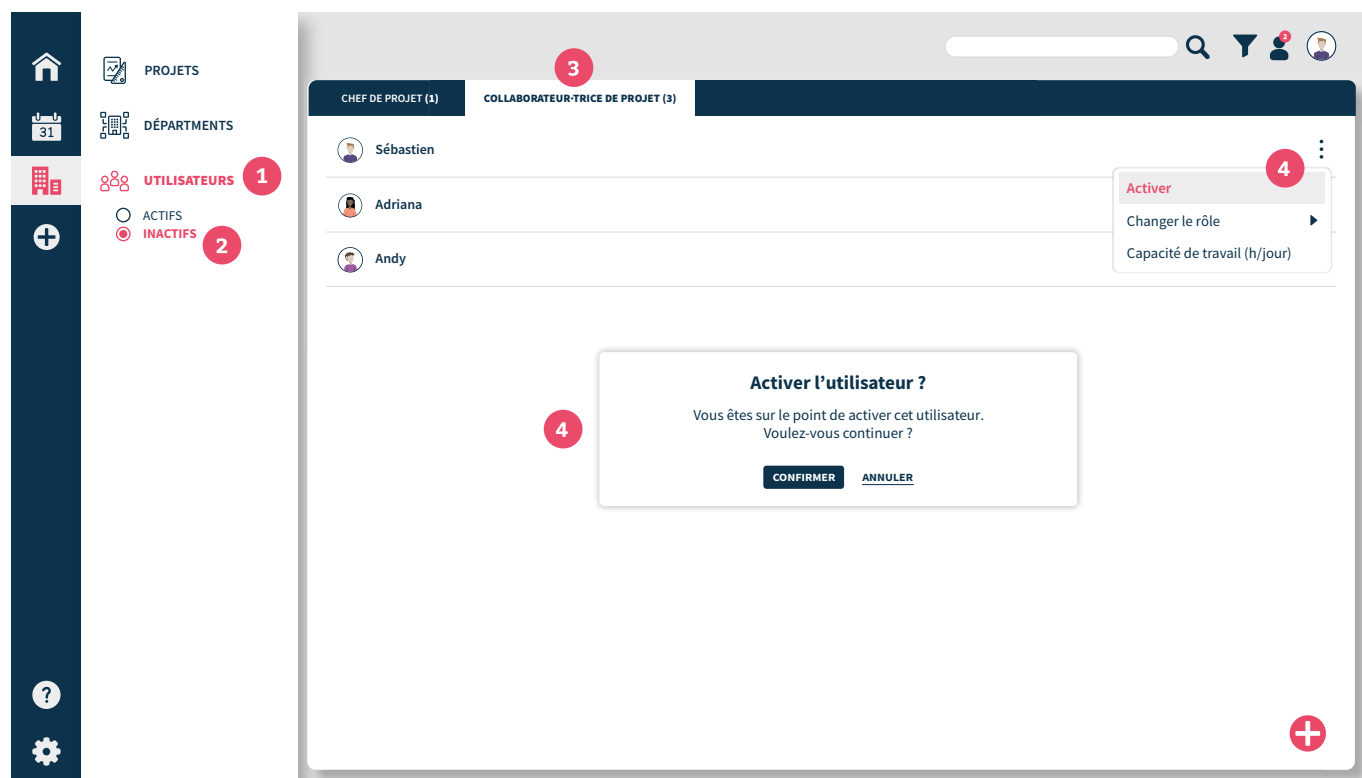 31
PROJETS
DÉPARTMENTS
UTILISATEURS
1
ACTIFS
INACTIFS
2
2
3
CHEF DE PROJET (1)
COLLABORATEUR·TRICE DE PROJET (3)
Sébastien
4
Activer
Changer le rôle
Capacité de travail (h/jour)
Adriana
Andy
4
Activer l’utilisateur ?
Vous êtes sur le point de activer cet utilisateur.
Voulez-vous continuer ?
CONFIRMER
ANNULER
?